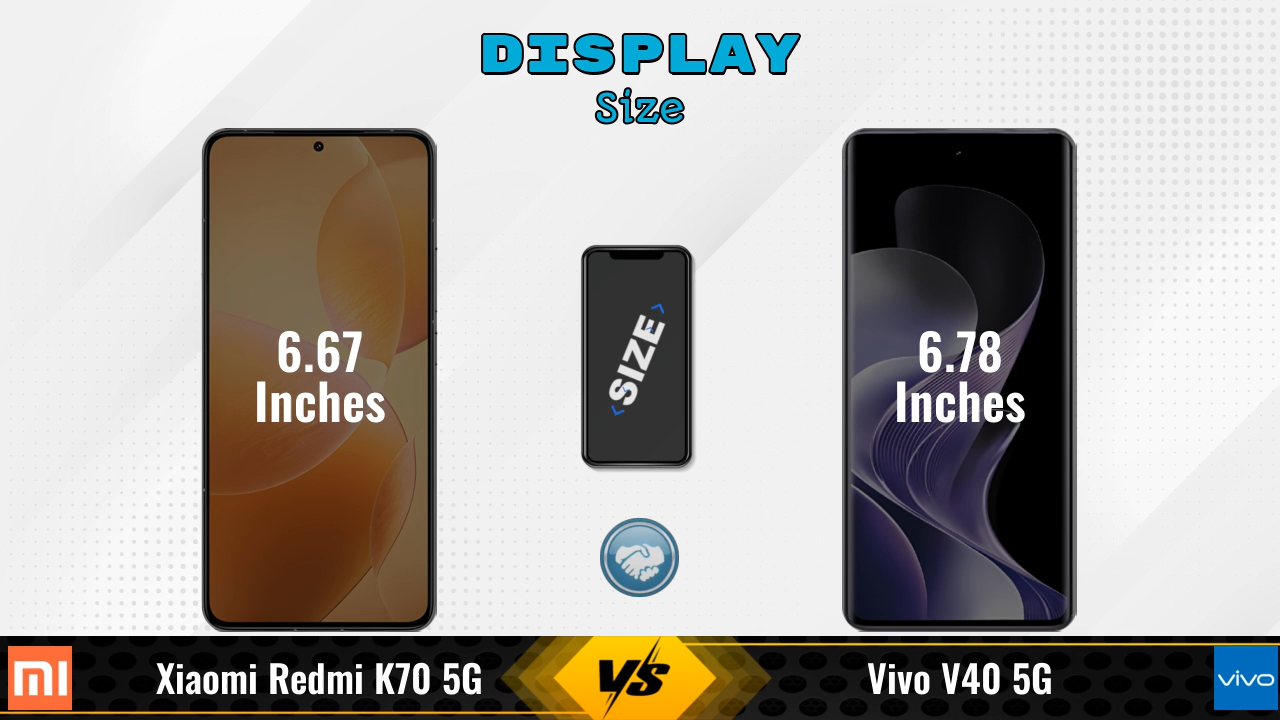 DISPLAY
Size
6.67
Inches
SIZE
6.78
Inches
mi
Xiaomi Redmi K70 5G
VS
Vivo V40 5G
vivo